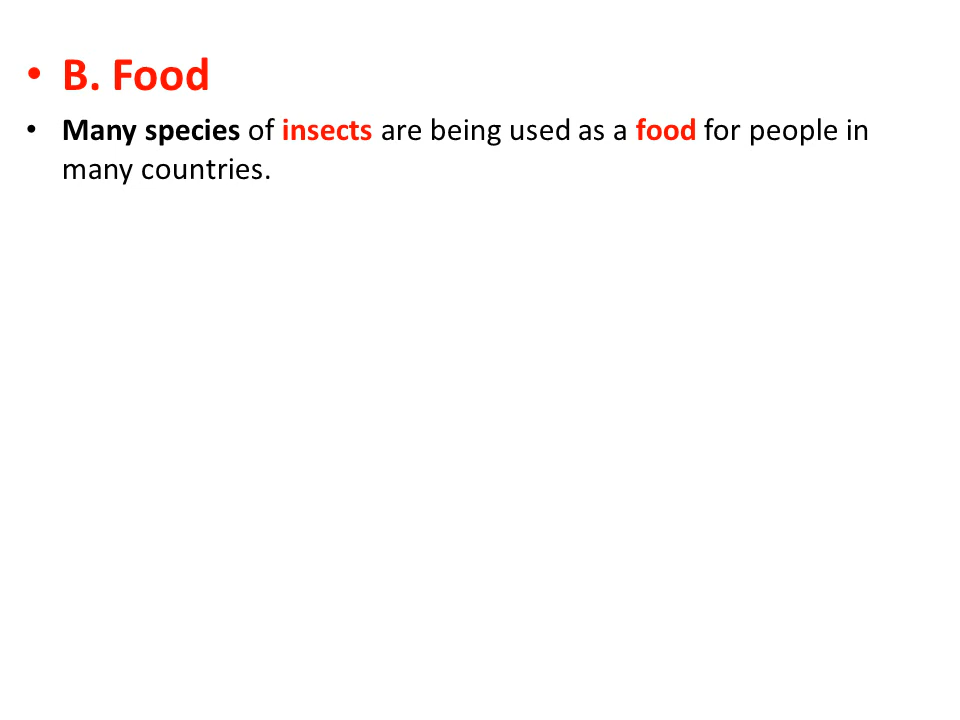 • B. Food
• Many species of insects are being used as a food for people in
many countries.